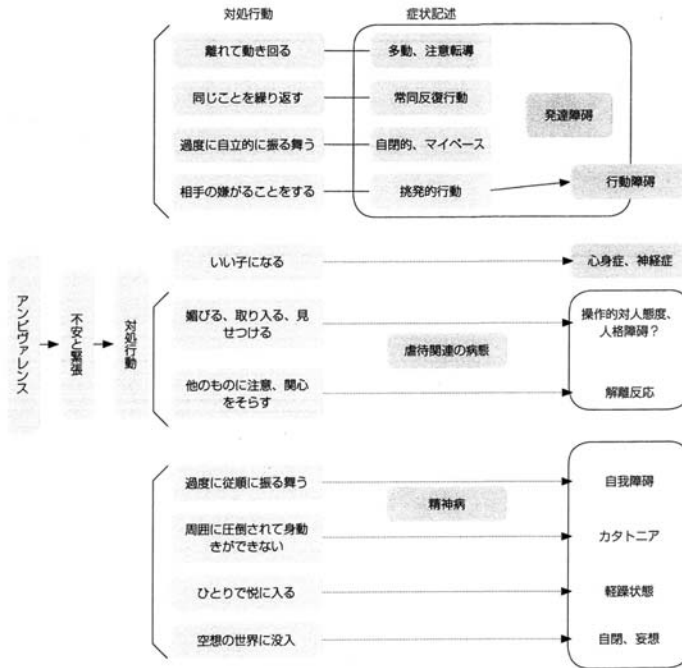 対処行動
症状記述
離れて動き回る
多動、注意転導
同じことを繰り返す
常同反復行動
発達障碍
過度に自立的に振る舞う
自閉的、マイペース
相手の嫌がることをする
挑発的行動
行動障碍
いい子になる
心身症、神経症
アンビヴァレンス
不安と緊張
対処行動
媚びる、取り入る、見
せつける
操作的対人態度、
人格障碍？
虐待関連の病態
他のものに注意、関心
をそらす
解離反応
過度に従順に振る舞う
自我障碍
精神病
周囲に圧倒されて身動
きができない
カタトニア
ひとりで悦に入る
軽躁状態
空想の世界に没入
自閉、妄想